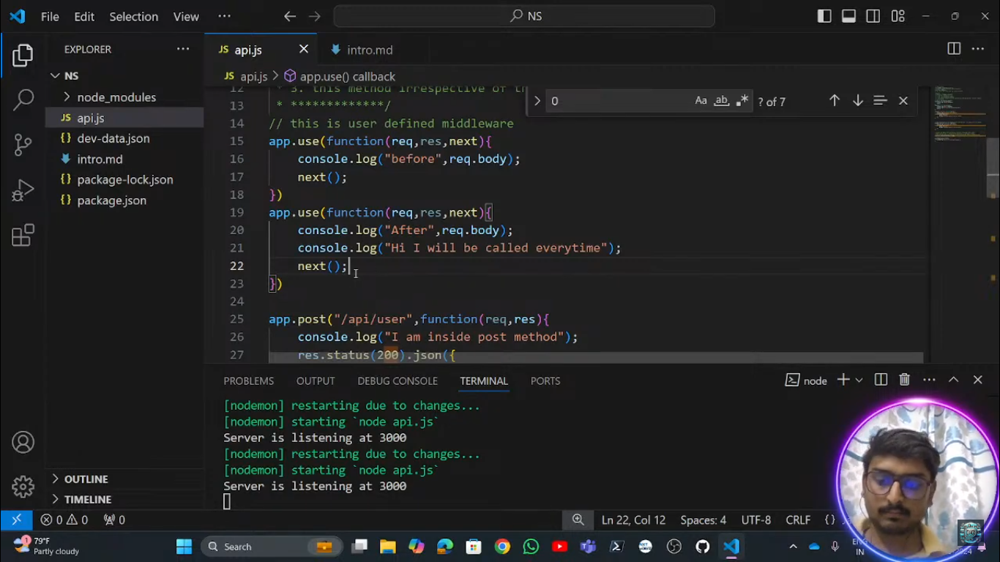 File Edit Selection View ··· NS
EXPLORER ···
NS
node_modules
JS api.js
{} dev-data.json
intro.md
{} package-lock.json
{} package.json
OUTLINE
TIMELINE
JS api.js intro.md
JS api.js > app.use() callback
0 Aa ab .* ? of 7
12 * 3. this method irrespective of th
13 * *************/
14 // this is user defined middleware
15 app.use(function(req,res,next){
16 console.log("before",req.body);
17 next();
18 })
19 app.use(function(req,res,next){
20 console.log("After",req.body);
21 console.log("Hi I will be called everytime");
22 next();
23 })
24
25 app.post("/api/user",function(req,res){
26 console.log("I am inside post method");
27 res.status(200).json({
PROBLEMS OUTPUT DEBUG CONSOLE TERMINAL PORTS node
[nodemon] restarting due to changes...
[nodemon] starting `node api.js`
Server is listening at 3000
[nodemon] restarting due to changes...
[nodemon] starting `node api.js`
Server is listening at 3000
0 0 0 Ln 22, Col 12 Spaces: 4 UTF-8 CRLF {}
1
79°F
Partly cloudy
Search
ENG
IN